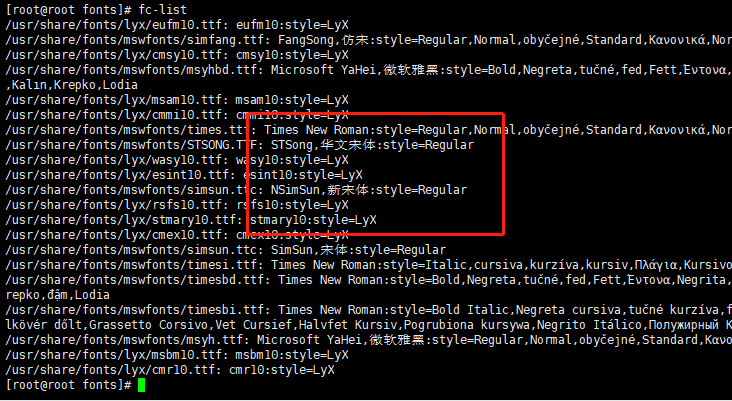 [root@root fonts]# fc-list
/usr/share/fonts/lyx/eufm10.ttf: eufm10:style=LyX
/usr/share/fonts/mswfonts/simfang.ttf: FangSong,仿宋:style=Regular,Normal,obyčejné,Standard,Κανονικά,Nor
/usr/share/fonts/lyx/cmsy10.ttf: cmsy10:style=LyX
/usr/share/fonts/mswfonts/msyhbd.ttf: Microsoft YaHei,微软雅黑:style=Bold,Negreta,tučné,fed,Fett,Έντονα,
,Kalın,Krepko,Lodia
/usr/share/fonts/lyx/msam10.ttf: msam10:style=LyX
/usr/share/fonts/lyx/cmmi10.ttf: cmmi10:style=LyX
/usr/share/fonts/mswfonts/times.ttf: Times New Roman:style=Regular,Normal,obyčejné,Standard,Κανονικά,Nor
/usr/share/fonts/mswfonts/STSONG.TTF: STSong,华文宋体:style=Regular
/usr/share/fonts/lyx/wasy10.ttf: wasy10:style=LyX
/usr/share/fonts/lyx/esint10.ttf: esint10:style=LyX
/usr/share/fonts/mswfonts/simsun.ttc: NSimSun,新宋体:style=Regular
/usr/share/fonts/lyx/rsfs10.ttf: rsfs10:style=LyX
/usr/share/fonts/lyx/stmary10.ttf: stmary10:style=LyX
/usr/share/fonts/lyx/cmex10.ttf: cmex10:style=LyX
/usr/share/fonts/mswfonts/simsun.ttc: SimSun,宋体:style=Regular
/usr/share/fonts/mswfonts/timesi.ttf: Times New Roman:style=Italic,cursiva,kurzíva,kursiv,Πλάγια,Kursivo
/usr/share/fonts/mswfonts/timesbd.ttf: Times New Roman:style=Bold,Negreta,tučné,fed,Fett,Έντονα,Negrita,
repko,đậm,Lodia
/usr/share/fonts/mswfonts/timesbi.ttf: Times New Roman:style=Bold Italic,Negreta cursiva,tučné kurzíva,f
lkövér dőlt,Grassetto Corsivo,Vet Cursief,Halvfet Kursiv,Pogrubiona kursywa,Negrito Itálico,Полужирный К
/usr/share/fonts/mswfonts/msyh.ttf: Microsoft YaHei,微软雅黑:style=Regular,Normal,obyčejné,Standard,Κανο
/usr/share/fonts/lyx/msbm10.ttf: msbm10:style=LyX
/usr/share/fonts/lyx/cmr10.ttf: cmr10:style=LyX
[root@root fonts]#